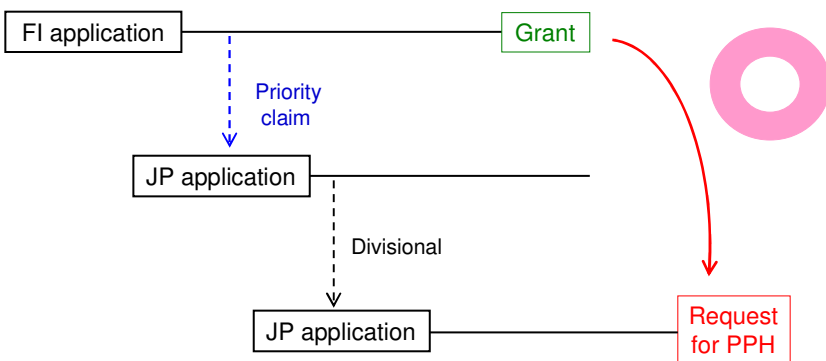 FI application
Grant
Priority
claim
JP application
Divisional
JP application
Request
for PPH